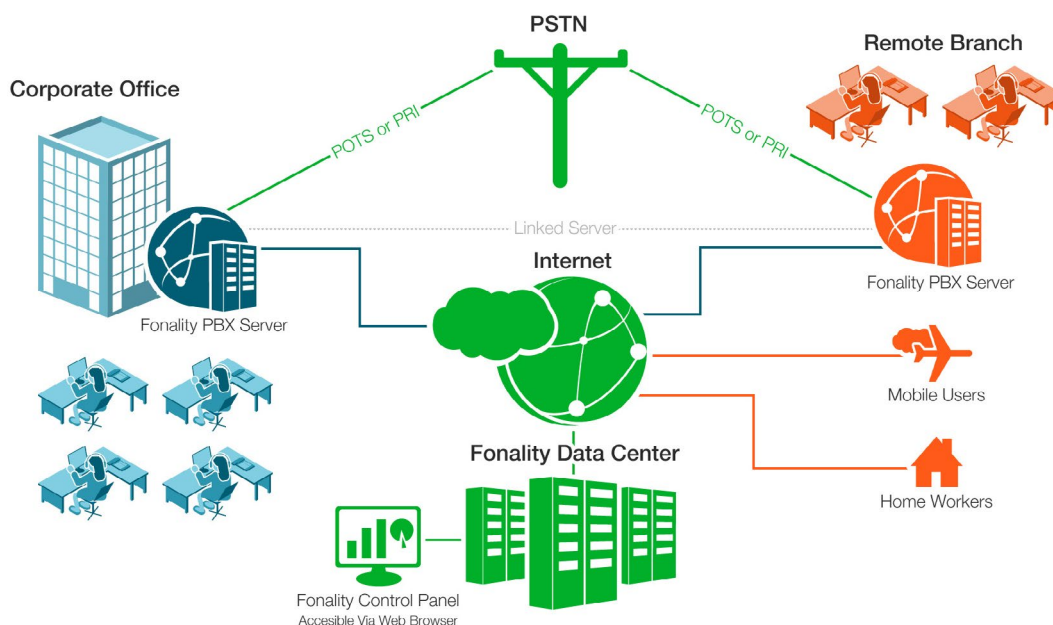 PSTN
Remote Branch
Corporate Office
POTS or PRI
POTS or PRI
Linked Server
Internet
Fonality PBX Server
Fonality PBX Server
Mobile Users
Fonality Data Center
Home Workers
Fonality Control Panel
Accesible Via Web Browser